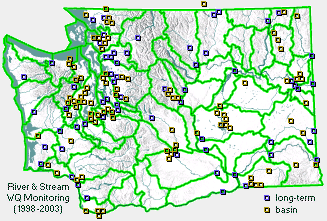 River & Stream
WQ Monitoring
(1998-2003)
long-term
basin